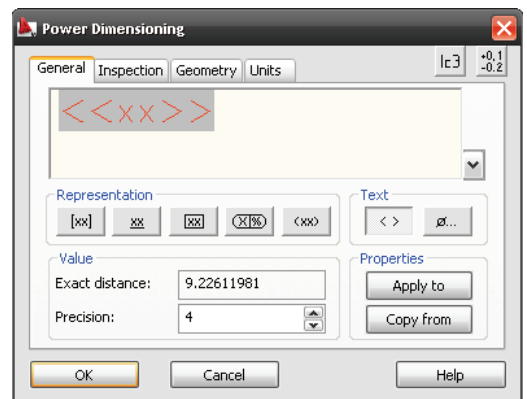 Power Dimensioning
General Inspection Geometry Units
+0,1
-0.2
<<xx>>
Representation
[xx] xx xx (X|%) <xx>
Text
<> ø...
Value
Exact distance: 9.22611981
Precision: 4
Properties
Apply to
Copy from
OK Cancel Help